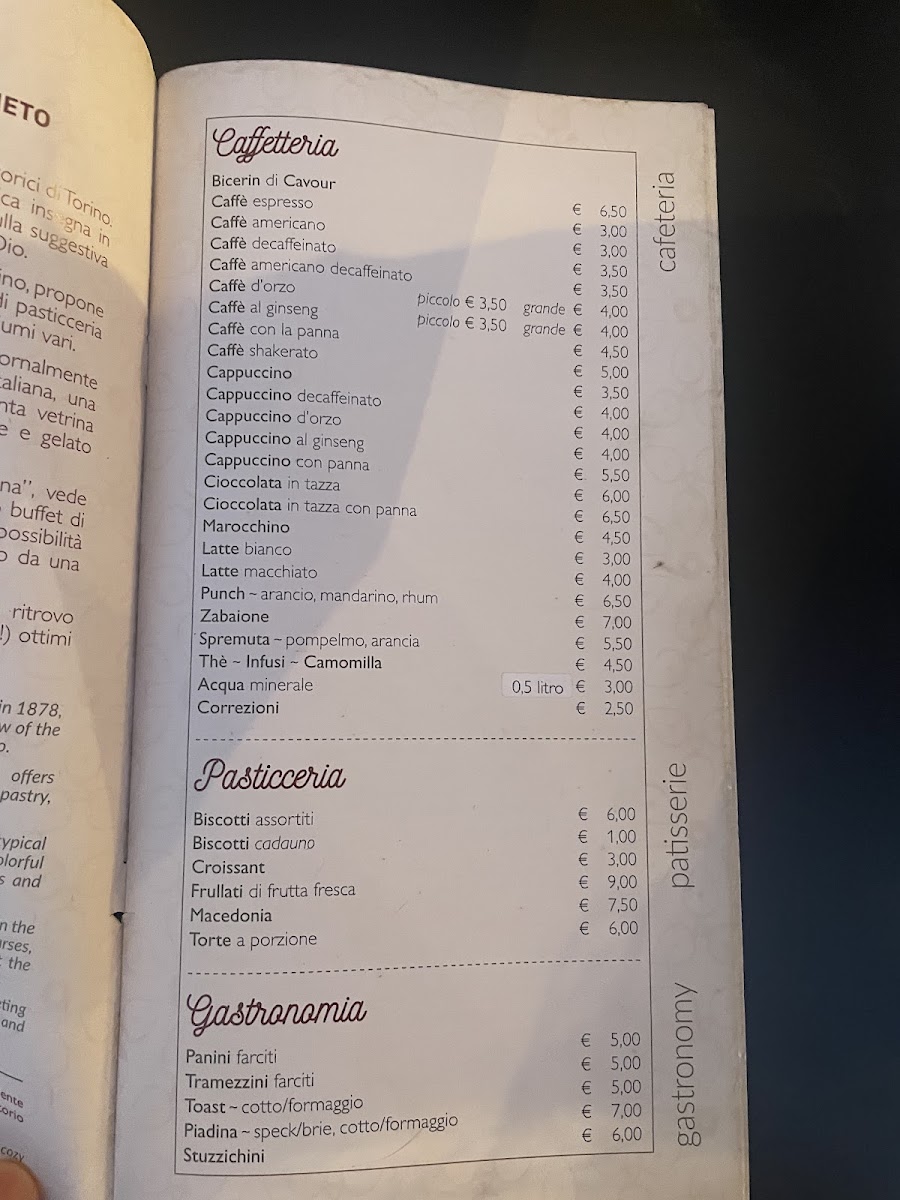 IETO
orici di Torino.
ca insegna in
ulla suggestiva
Dio.
ino, propone
di pasticceria
umi vari.
ornalmente
taliana, una
nta vetrina
e e gelato
na”, vede
buffet di
possibilità
o da una
ritrovo
!) ottimi
in 1878,
w of the
o.
offers
pastry,
typical
olorful
s and
n the
urses,
the
ting
and
ente
torio
cozy
Caffetteria
Bicerin di Cavour € 6,50
Caffè espresso € 3,00
Caffè americano € 3,00
Caffè decaffeinato € 3,50
Caffè americano decaffeinato € 3,50
Caffè d'orzo piccolo € 3,50 grande € 4,00
Caffè al ginseng piccolo € 3,50 grande € 4,00
Caffè con la panna € 4,50
Caffè shakerato € 5,00
Cappuccino € 3,50
Cappuccino decaffeinato € 4,00
Cappuccino d'orzo € 4,00
Cappuccino al ginseng € 4,00
Cappuccino con panna € 5,50
Cioccolata in tazza € 6,00
Cioccolata in tazza con panna € 6,50
Marocchino € 4,50
Latte bianco € 3,00
Latte macchiato € 4,00
Punch ~ arancio, mandarino, rhum € 6,50
Zabaione € 7,00
Spremuta ~ pompelmo, arancia € 5,50
Thè ~ Infusi ~ Camomilla € 4,50
Acqua minerale 0,5 litro € 3,00
Correzioni € 2,50
cafeteria
Pasticceria
Biscotti assortiti € 6,00
Biscotti cadauno € 1,00
Croissant € 3,00
Frullati di frutta fresca € 9,00
Macedonia € 7,50
Torte a porzione € 6,00
patisserie
Gastronomia
Panini farciti € 5,00
Tramezzini farciti € 5,00
Toast ~ cotto/formaggio € 5,00
Piadina ~ speck/brie, cotto/formaggio € 7,00
Stuzzichini € 6,00
gastronomy